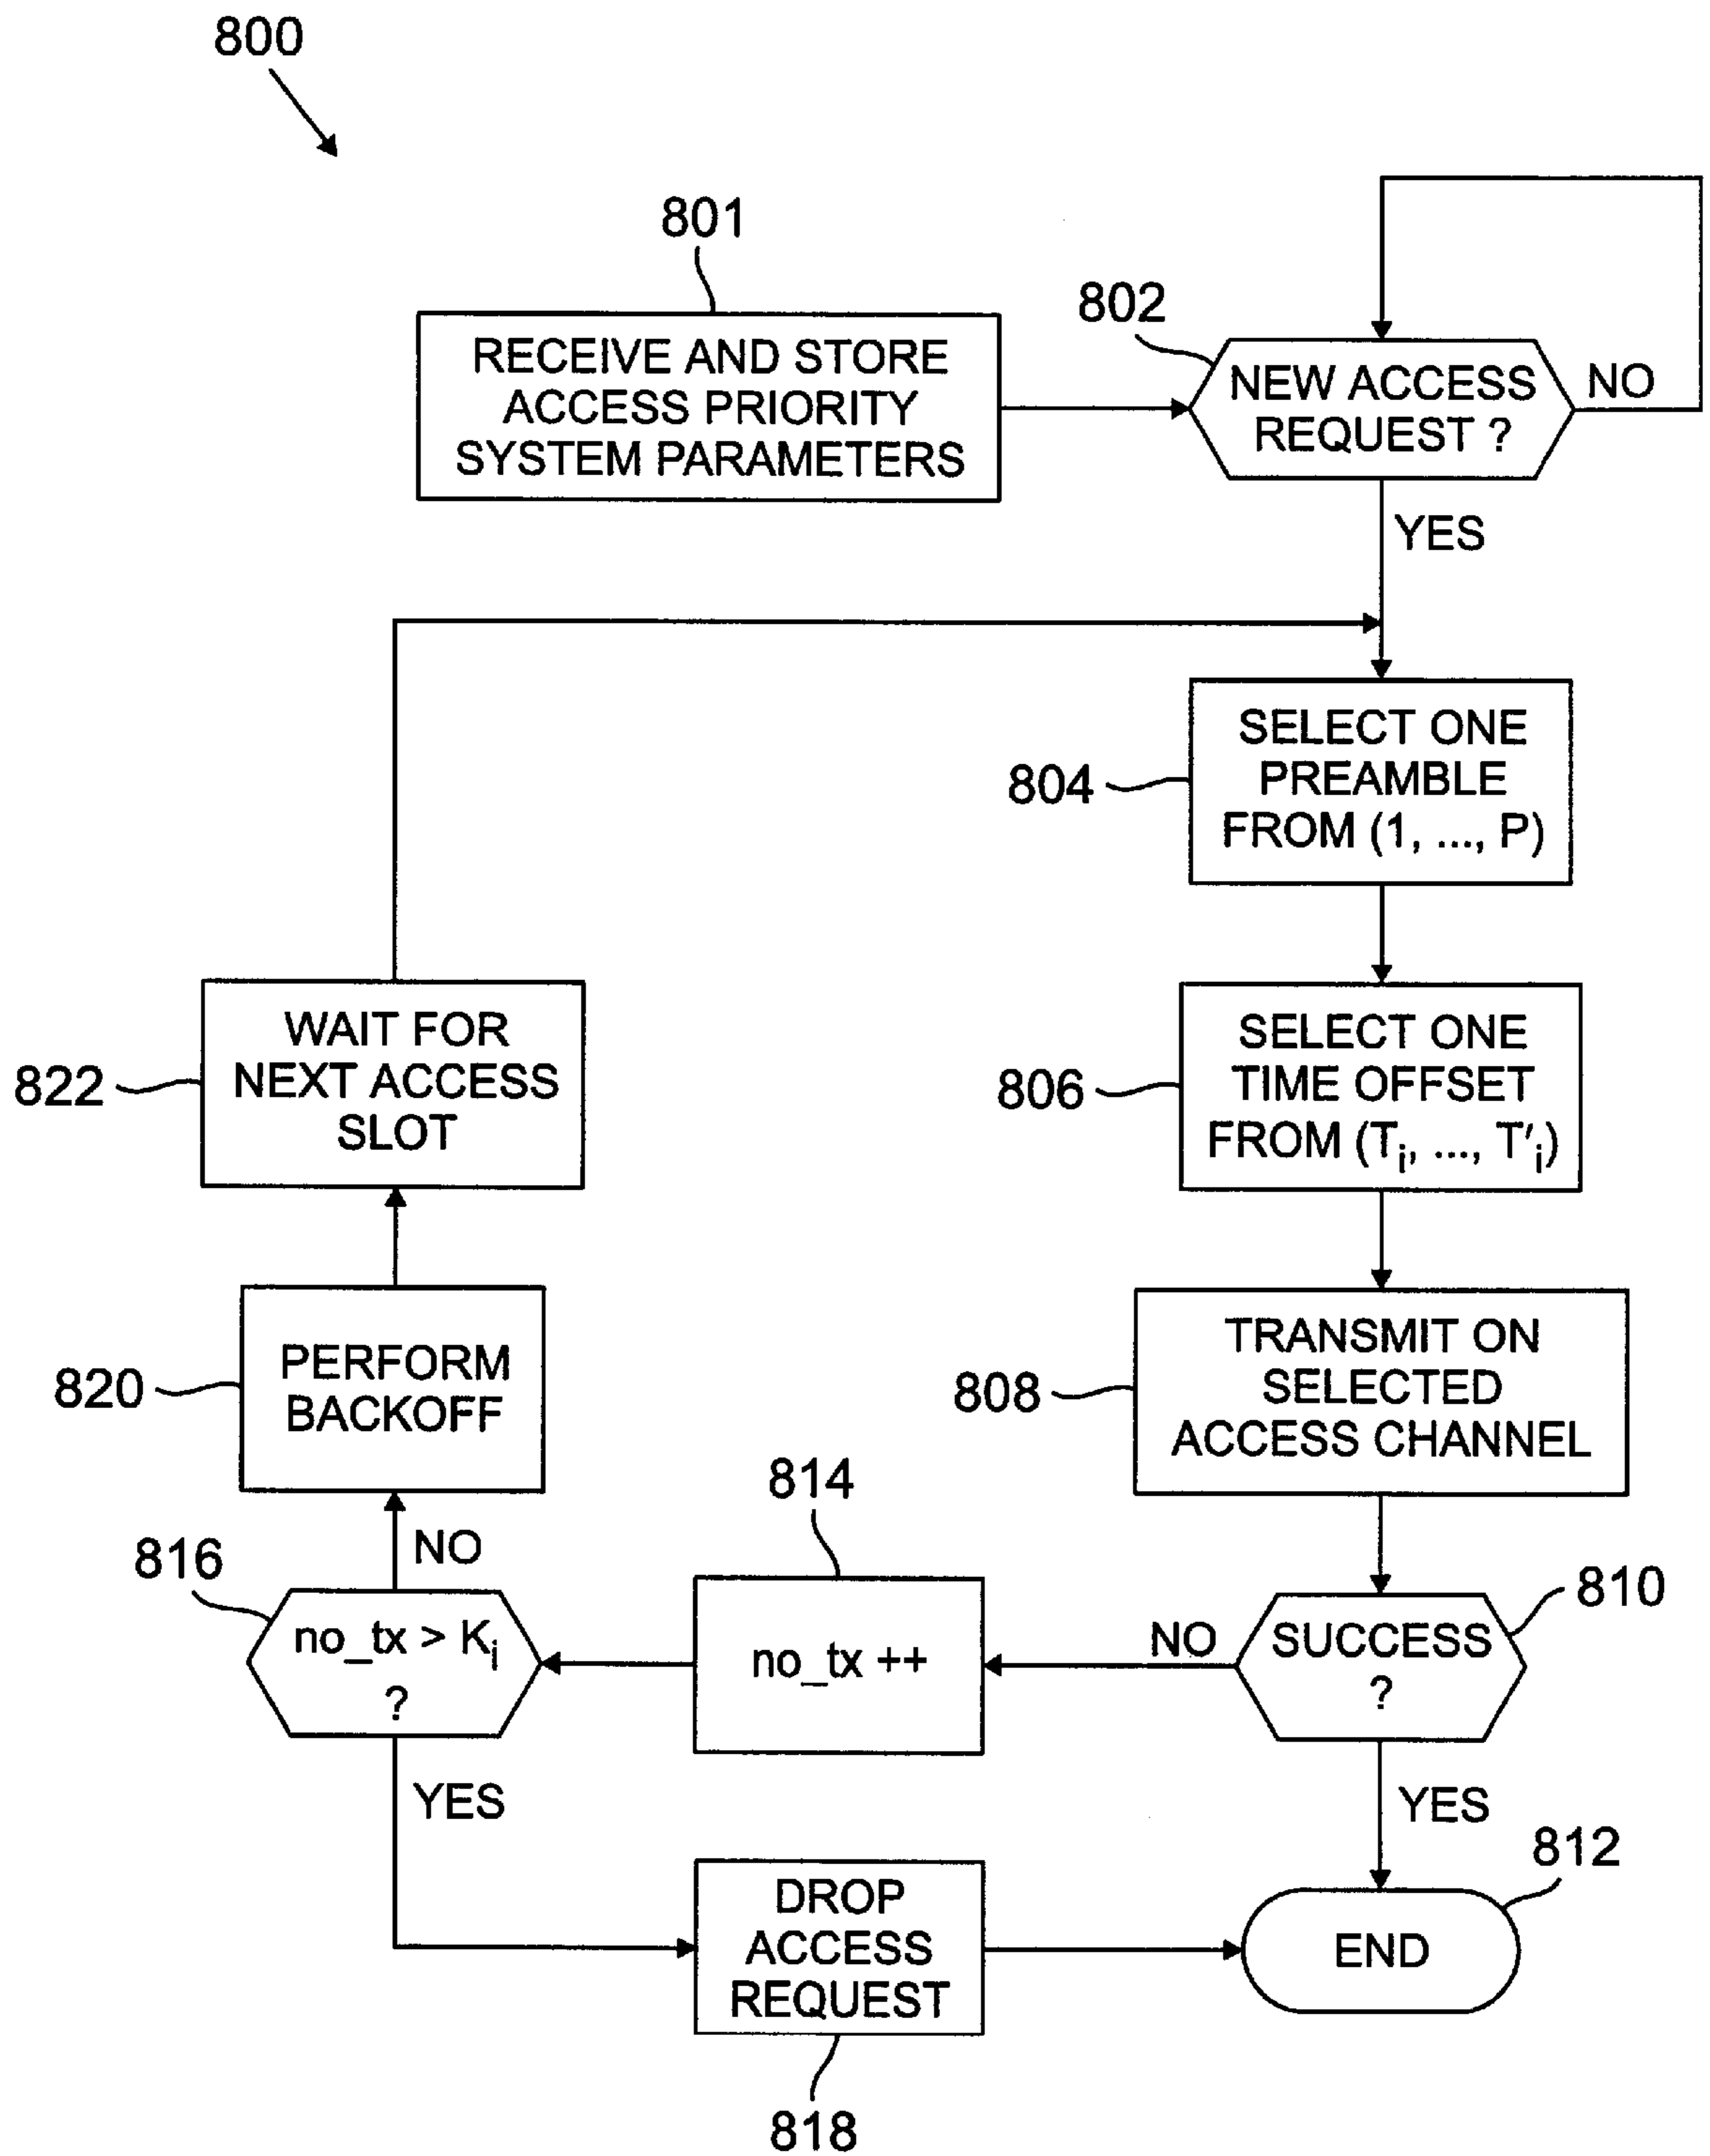 800
801
RECEIVE AND STORE
ACCESS PRIORITY
SYSTEM PARAMETERS
802
NEW ACCESS
REQUEST ?
NO
YES
804
SELECT ONE
PREAMBLE
FROM (1, ..., P)
806
SELECT ONE
TIME OFFSET
FROM (Ti, ..., T′i)
808
TRANSMIT ON
SELECTED
ACCESS CHANNEL
810
SUCCESS
?
NO
YES
812
END
814
no_tx ++
816
no_tx > Ki
?
NO
YES
818
DROP
ACCESS
REQUEST
820
PERFORM
BACKOFF
822
WAIT FOR
NEXT ACCESS
SLOT